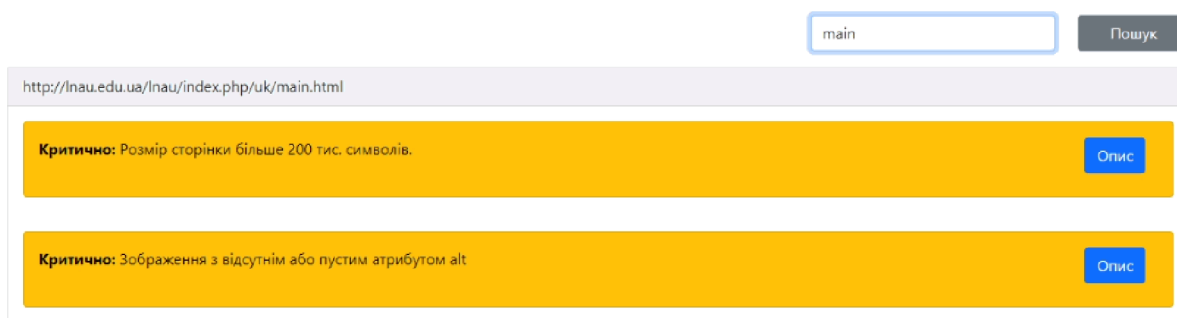 main
Пошук
http://lnau.edu.ua/lnau/index.php/uk/main.html
Критично: Розмір сторінки більше 200 тис. символів.
Опис
Критично: Зображення з відсутнім або пустим атрибутом alt
Опис